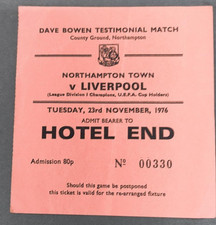 DAVE BOWEN TESTIMONIAL MATCH
County Ground, Northampton
NORTHAMPTON TOWN
v LIVERPOOL
(League Division 1 Champions, U.E.F.A. Cup Holders)
TUESDAY, 23rd NOVEMBER, 1976
ADMIT BEARER TO
HOTEL END
Admission 80p
Nº 00330
Should this game be postponed
this ticket is valid for the re-arranged fixture